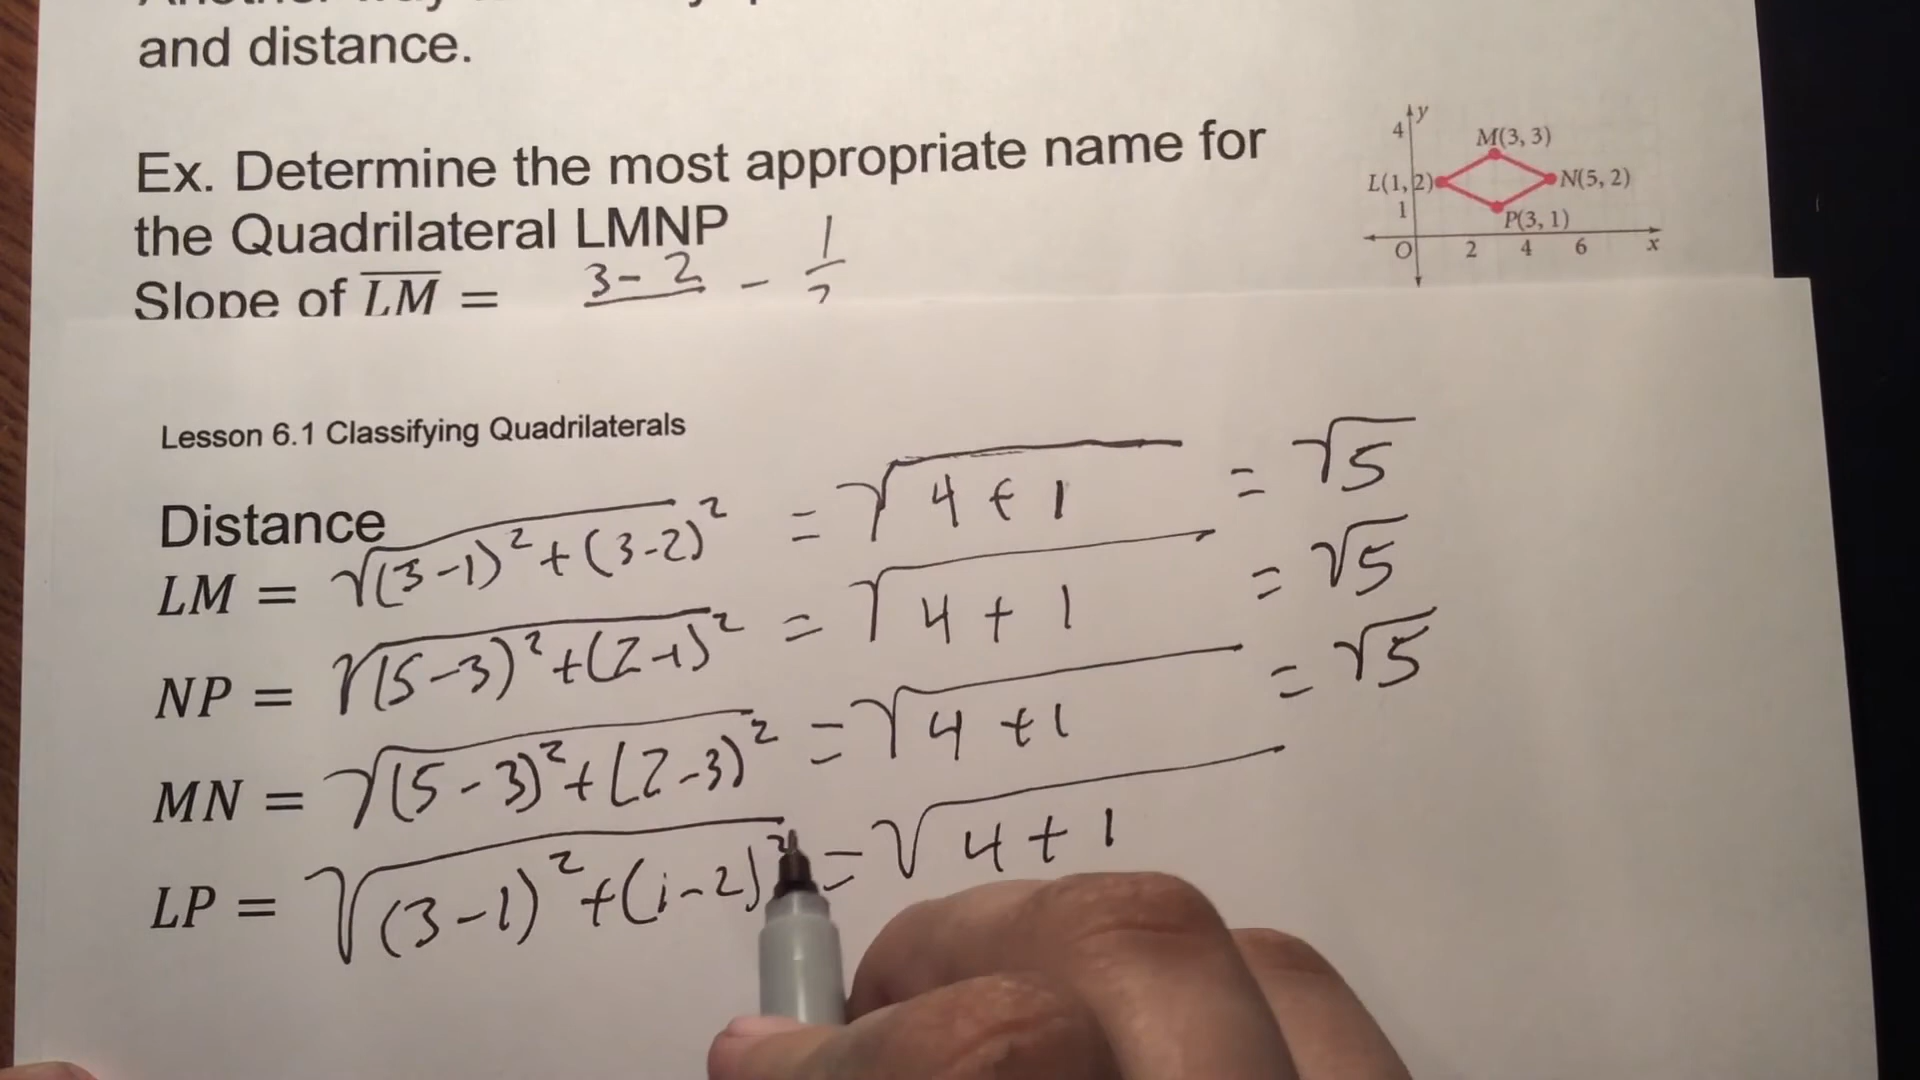 and distance.
Ex. Determine the most appropriate name for
the Quadrilateral LMNP
Slope of LM = 3-2 - 1
4 y
M(3, 3)
L(1, 2) N(5, 2)
1 P(3, 1)
O 2 4 6 x
Lesson 6.1 Classifying Quadrilaterals
Distance
LM = √(3-1)²+(3-2)² = √4+1 = √5
NP = √(5-3)²+(2-1)² = √4+1 = √5
MN = √(5-3)²+(2-3)² = √4+1 = √5
LP = √(3-1)²+(1-2)² = √4+1